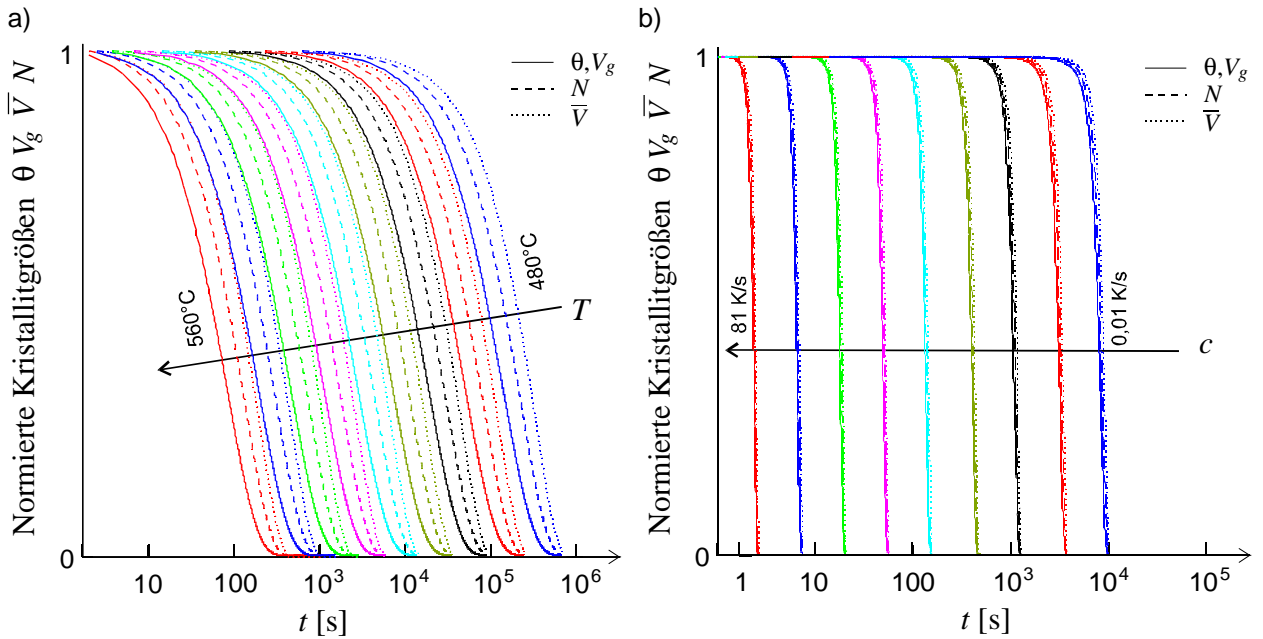 a)
Normierte Kristallitgrößen θ V_g V̅ N
1
0
θ,V_g
N
V̅
560°C
480°C
T
10 100 10³ 10⁴ 10⁵ 10⁶
t [s]
b)
Normierte Kristallitgrößen θ V_g V̅ N
1
0
θ,V_g
N
V̅
81 K/s
0,01 K/s
c
1 10 100 10³ 10⁴ 10⁵
t [s]